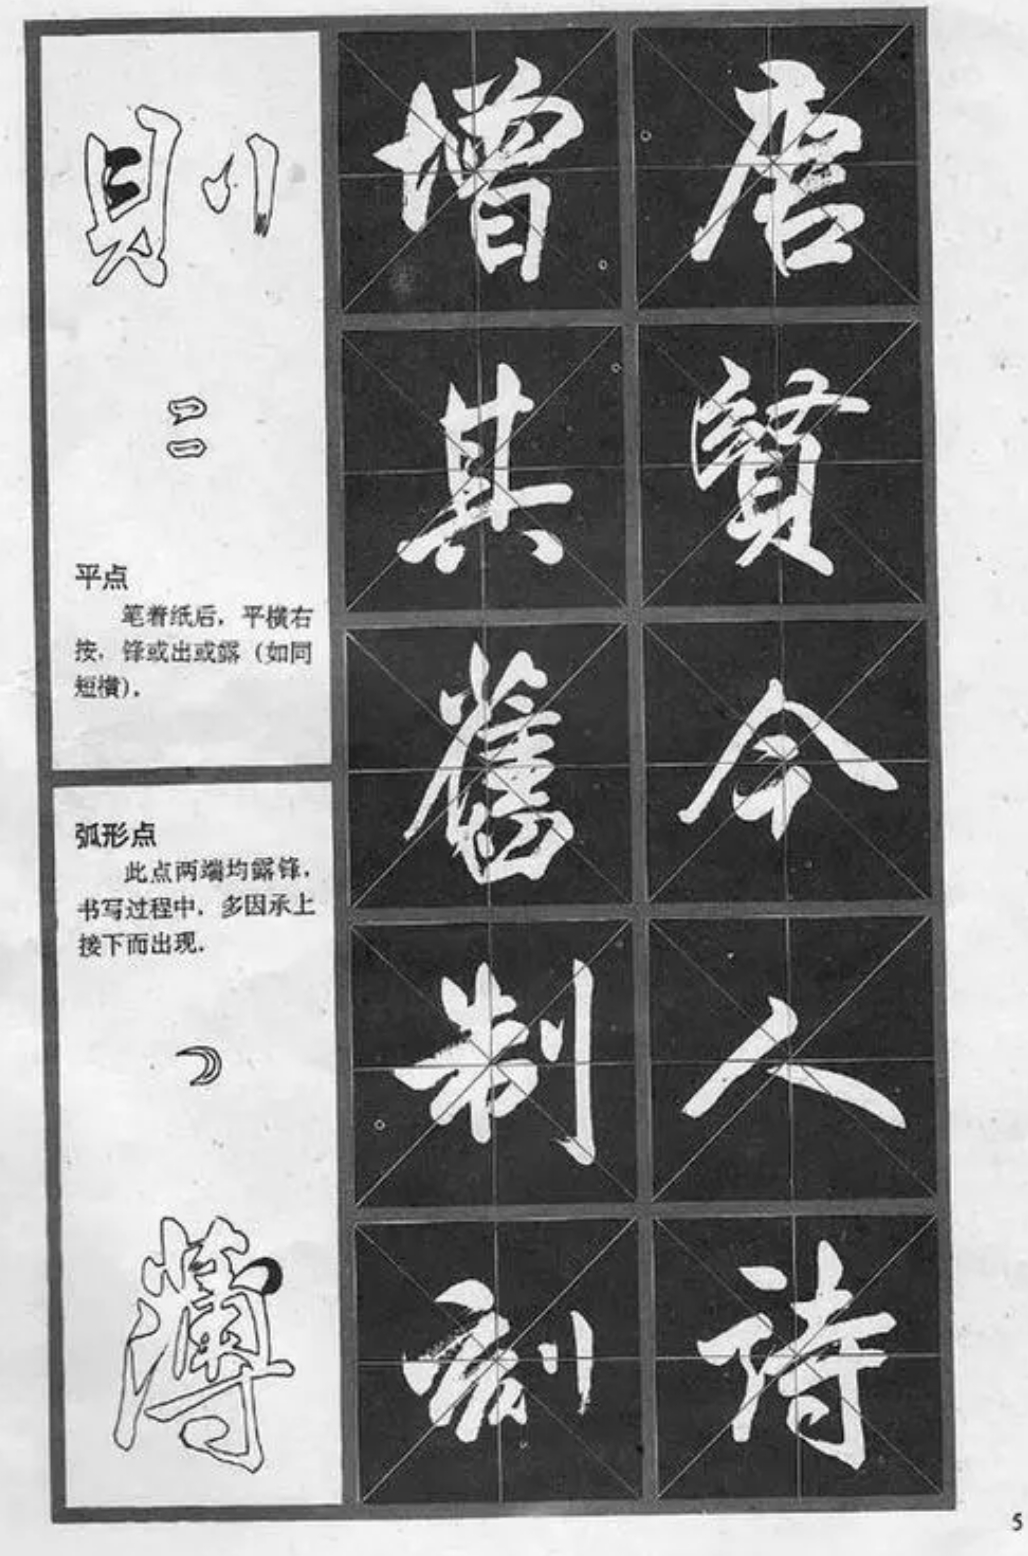 唐贤今人诗
增其舊制刻
則
平点
笔着纸后，平横右
按，锋或出或露（如同
短横）。
弧形点
此点两端均露锋，
书写过程中，多因承上
接下而出现。
薄
5